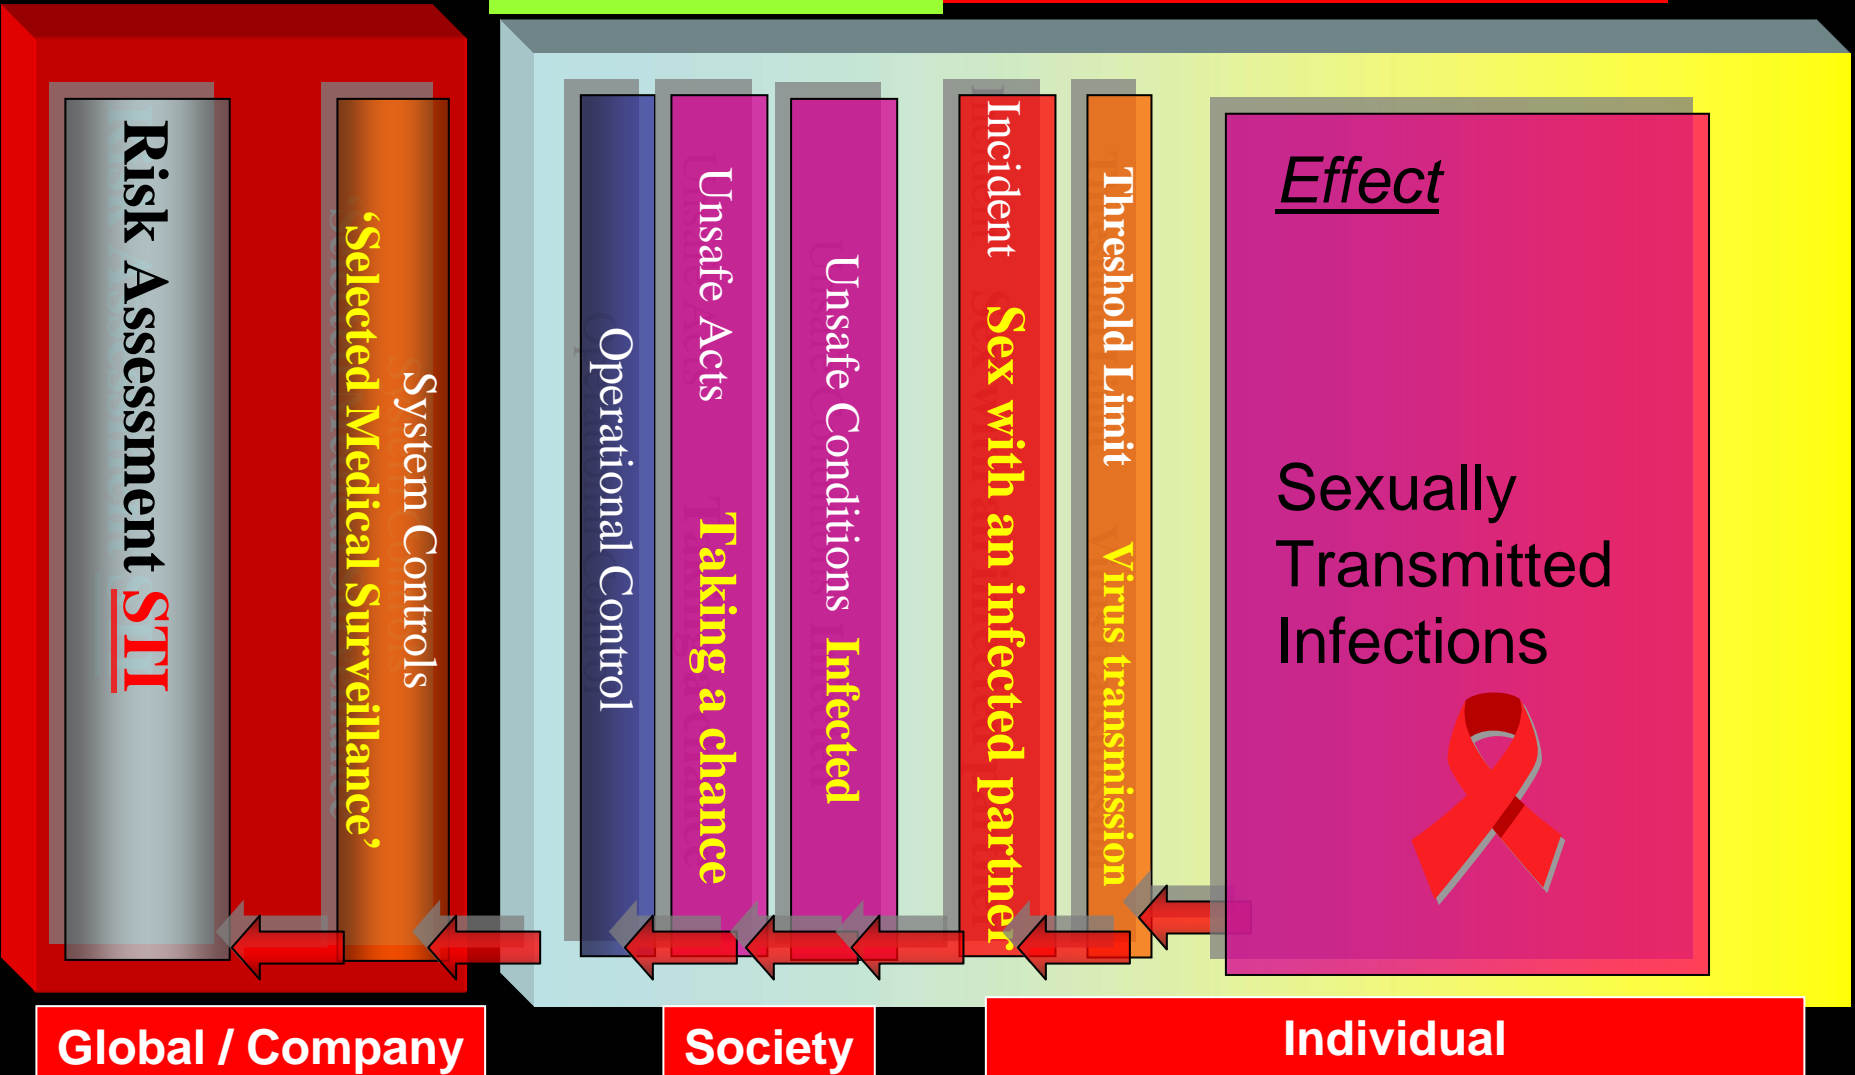 Risk Assessment STI
System Controls
‘Selected Medical Surveillance’
Operational Control
Unsafe Acts Taking a chance
Unsafe Conditions Infected
Incident Sex with an infected partner
Threshold Limit Virus transmission
Effect
Sexually
Transmitted
Infections
Global / Company
Society
Individual